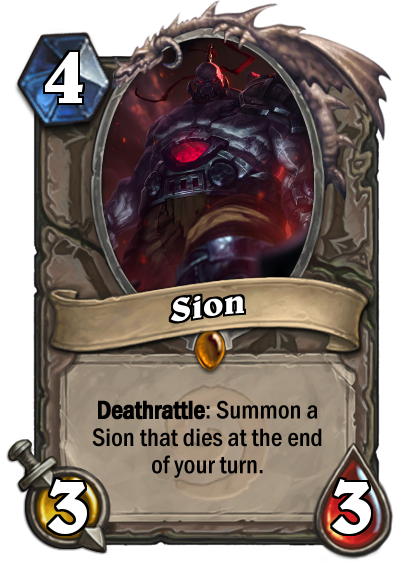 4
Sion
Deathrattle: Summon a
Sion that dies at the end
of your turn.
3
3